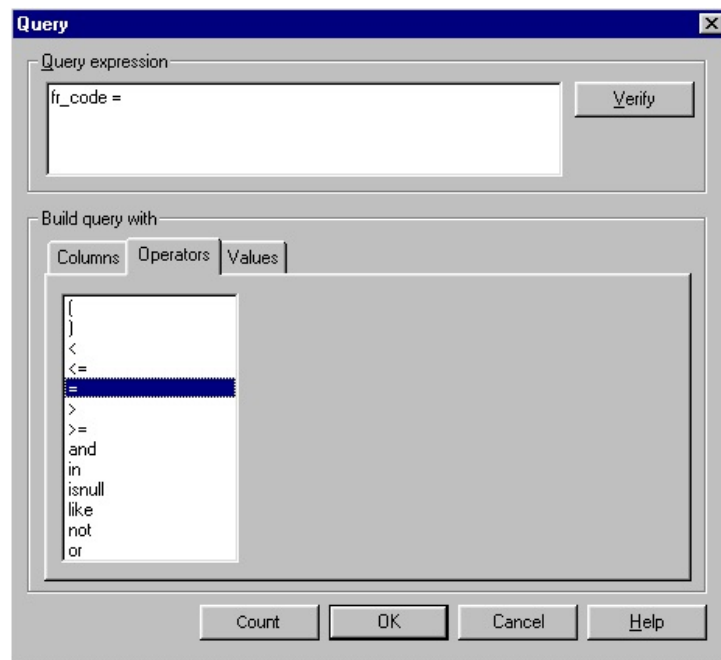 Query
Query expression
fr_code =
Verify
Build query with
Columns Operators Values
(
)
<
<=
=
>
>=
and
in
isnull
like
not
or
Count OK Cancel Help